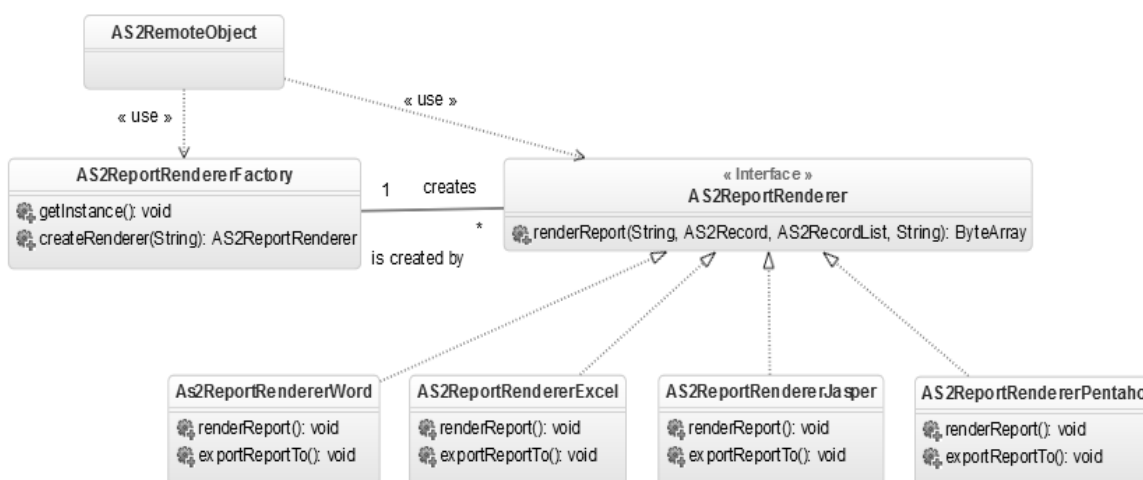 AS2RemoteObject
« use »
« use »
AS2ReportRendererFactory
getInstance(): void
createRenderer(String): AS2ReportRenderer
1
creates
*
is created by
« Interface »
AS2ReportRenderer
renderReport(String, AS2Record, AS2RecordList, String): ByteArray
As2ReportRendererWord
renderReport(): void
exportReportTo(): void
AS2ReportRendererExcel
renderReport(): void
exportReportTo(): void
AS2ReportRendererJasper
renderReport(): void
exportReportTo(): void
AS2ReportRendererPentaho
renderReport(): void
exportReportTo(): void